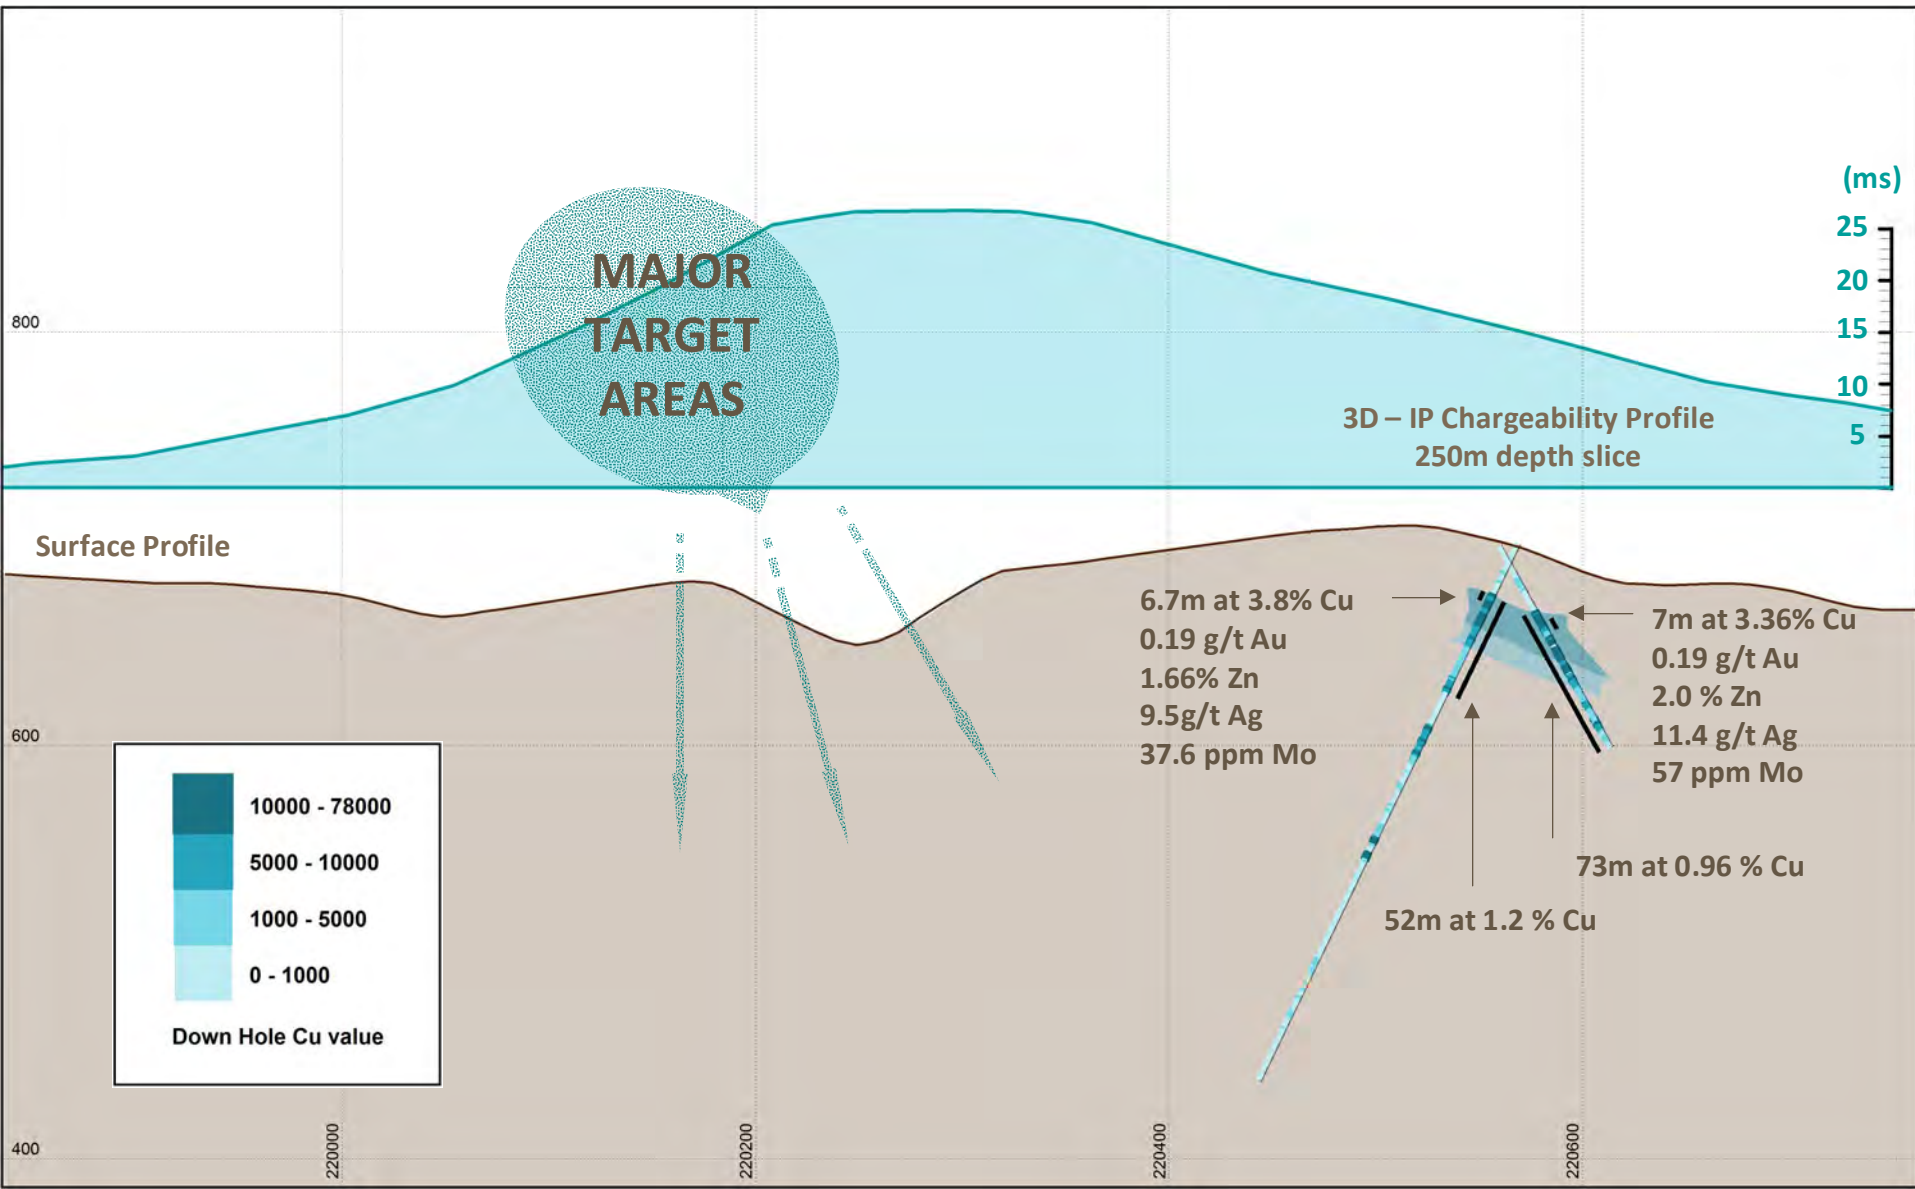 (ms)
25
20
15
10
5
MAJOR
TARGET
AREAS
800
3D – IP Chargeability Profile
250m depth slice
Surface Profile
6.7m at 3.8% Cu
0.19 g/t Au
1.66% Zn
9.5g/t Ag
37.6 ppm Mo
7m at 3.36% Cu
0.19 g/t Au
2.0 % Zn
11.4 g/t Ag
57 ppm Mo
600
10000 - 78000
5000 - 10000
1000 - 5000
0 - 1000
Down Hole Cu value
73m at 0.96 % Cu
52m at 1.2 % Cu
400
220000
220200
220400
220600